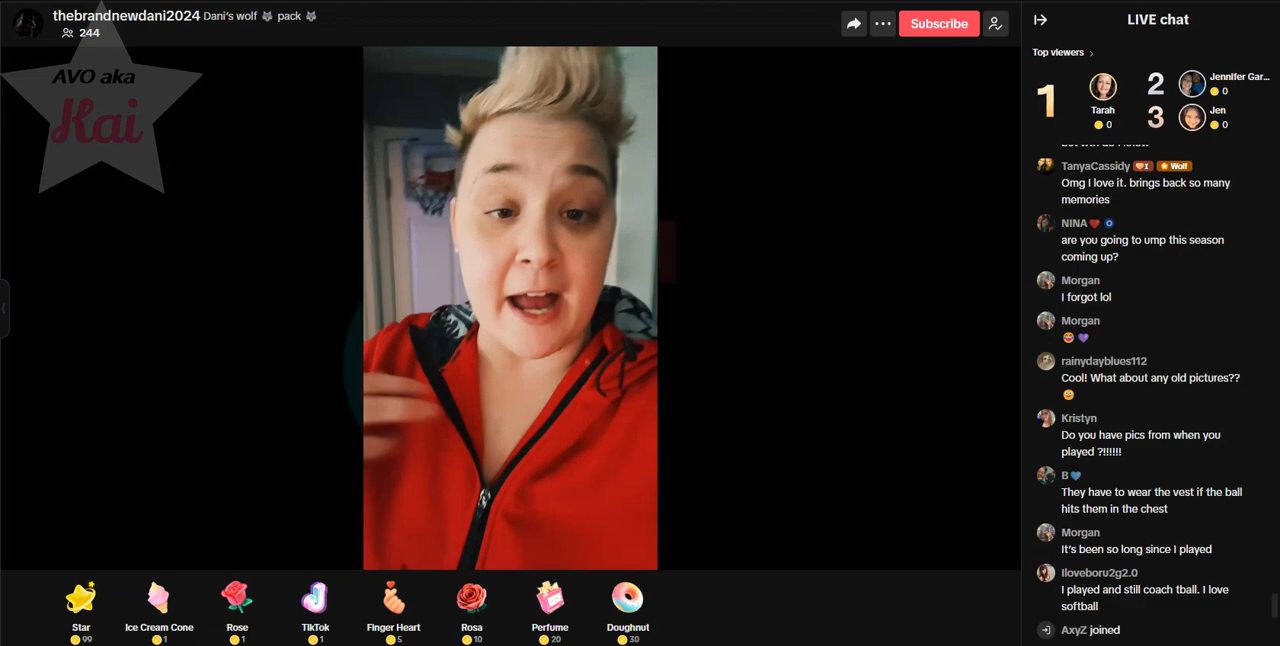 thebrandnewdani2024 Dani's wolf 🐺 pack 🐺
244
Subscribe
AVO aka
Kai
LIVE chat
Top viewers
1
Tarah
0
2
Jennifer Gar...
0
3
Jen
0
TanyaCassidy I Wolf
Omg I love it. brings back so many
memories
NINA❤️🧿
are you going to ump this season
coming up?
Morgan
I forgot lol
Morgan
😆💜
rainydayblues112
Cool! What about any old pictures??
Kristyn
Do you have pics from when you
played ?!!!!!!
B💙
They have to wear the vest if the ball
hits them in the chest
Morgan
It's been so long since I played
Iloveboru2g2.0
I played and still coach tball. I love
softball
AxyZ joined
Star
99
Ice Cream Cone
1
Rose
1
TikTok
1
Finger Heart
5
Rosa
10
Perfume
20
Doughnut
30